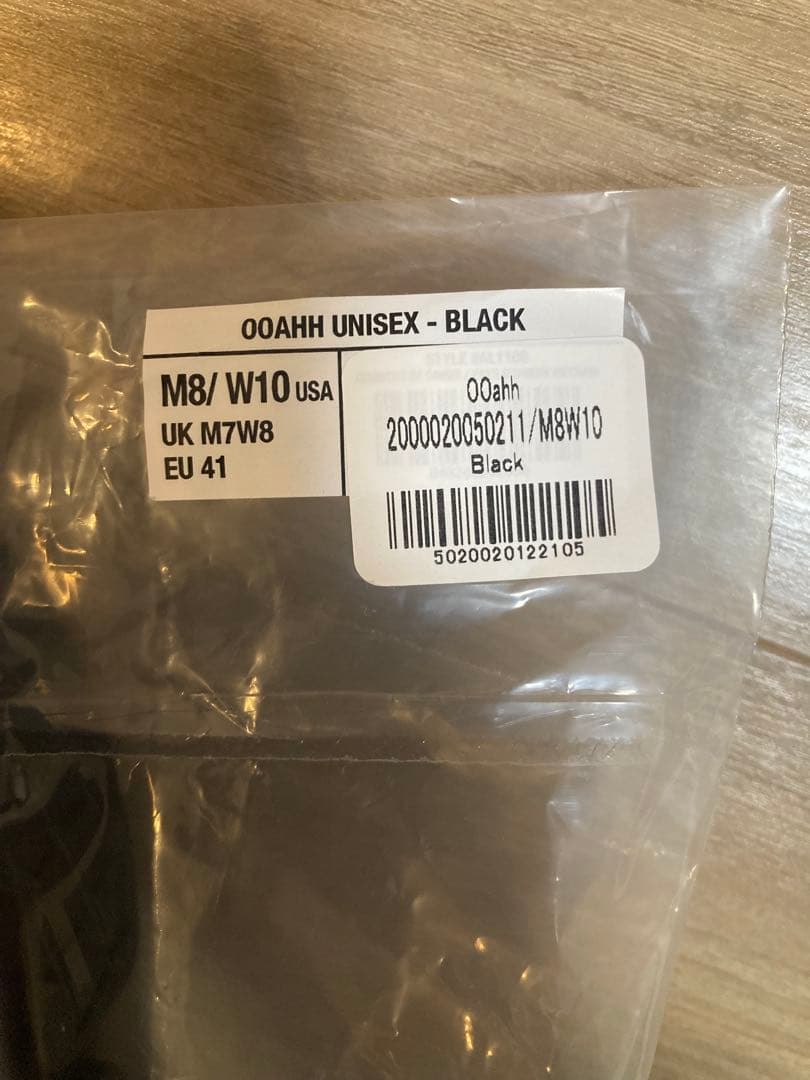 OOAHH UNISEX - BLACK
M8/ W10 USA
UK M7W8
EU 41
OOahh
2000020050211/M8W10
Black
5020020122105